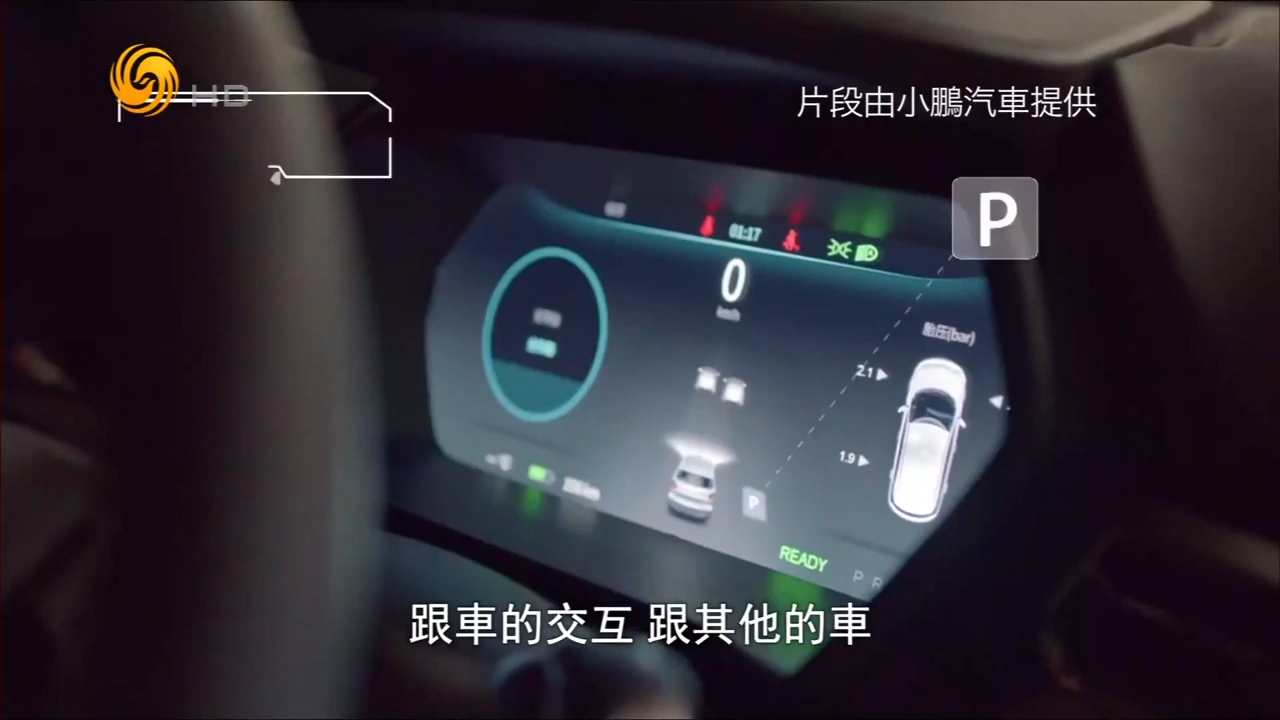 HD
片段由小鵬汽車提供
P
01:17
0
km/h
胎压(bar)
2.1
1.9
P
READY
P R
跟車的交互 跟其他的車